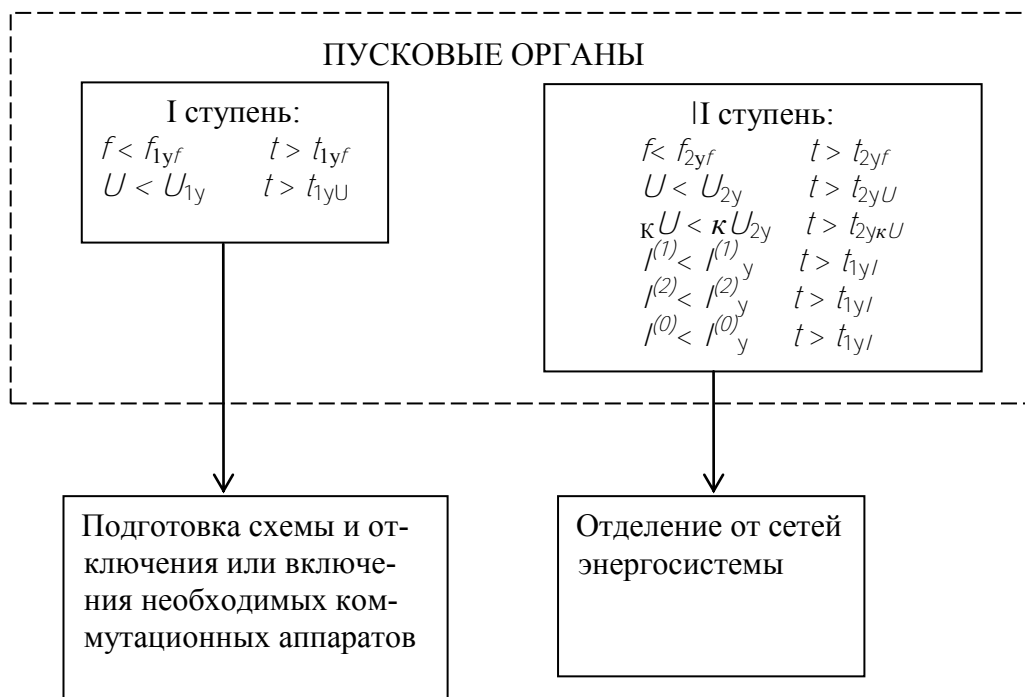 ПУСКОВЫЕ ОРГАНЫ
I ступень:
f < f1уf t > t1уf
U < U1у t > t1уU
II ступень:
f< f2уf t > t2уf
U < U2у t > t2уU
КU < кU2у t > t2укU
I(1)< I(1)у t > t1уI
I(2)< I(2)у t > t1уI
I(0)< I(0)у t > t1уI
Подготовка схемы и от-
ключения или включе-
ния необходимых ком-
мутационных аппаратов
Отделение от сетей
энергосистемы